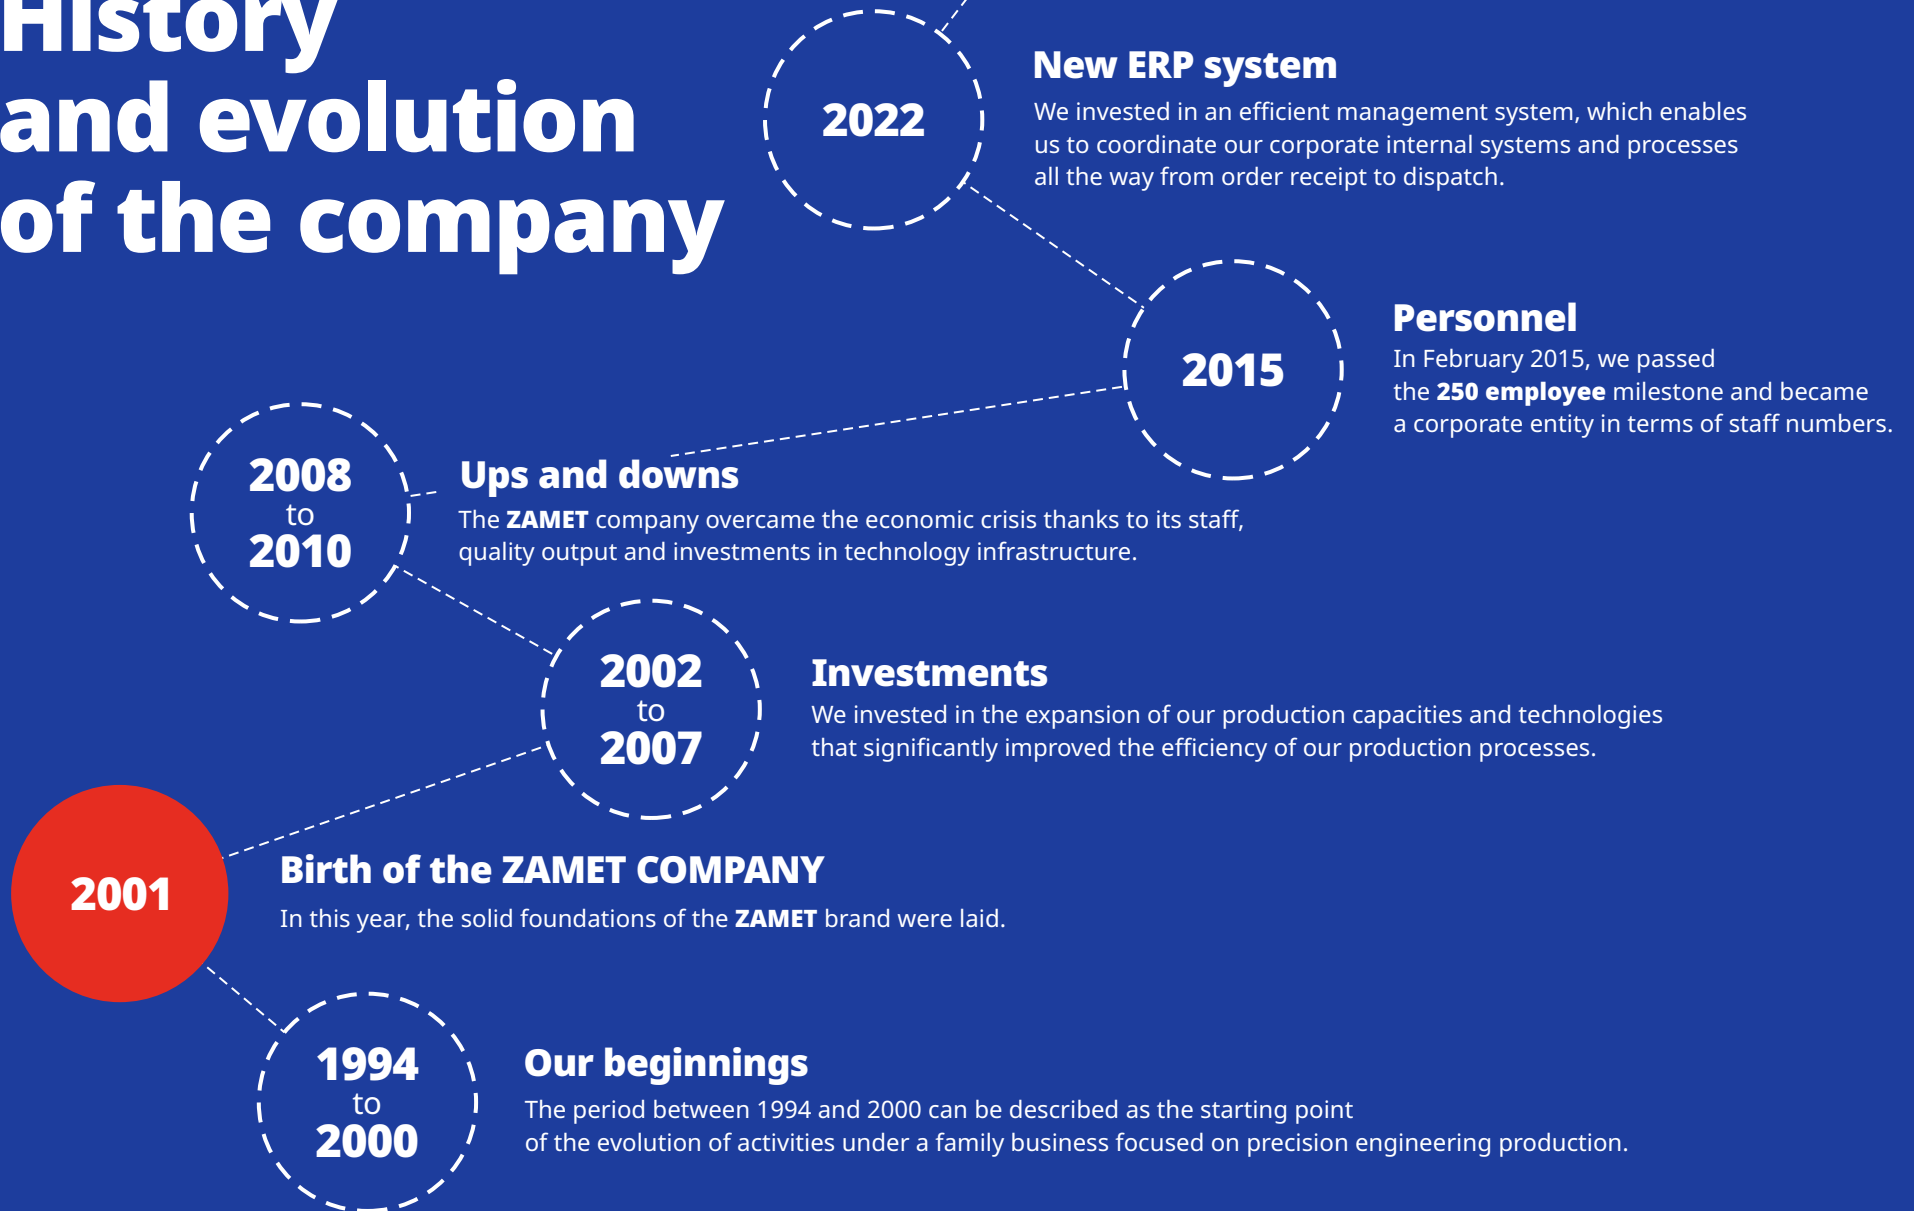 History
and evolution
of the company
2022
New ERP system
We invested in an efficient management system, which enables
us to coordinate our corporate internal systems and processes
all the way from order receipt to dispatch.
2015
Personnel
In February 2015, we passed
the 250 employee milestone and became
a corporate entity in terms of staff numbers.
2008
to
2010
Ups and downs
The ZAMET company overcame the economic crisis thanks to its staff,
quality output and investments in technology infrastructure.
2002
to
2007
Investments
We invested in the expansion of our production capacities and technologies
that significantly improved the efficiency of our production processes.
2001
Birth of the ZAMET COMPANY
In this year, the solid foundations of the ZAMET brand were laid.
1994
to
2000
Our beginnings
The period between 1994 and 2000 can be described as the starting point
of the evolution of activities under a family business focused on precision engineering production.